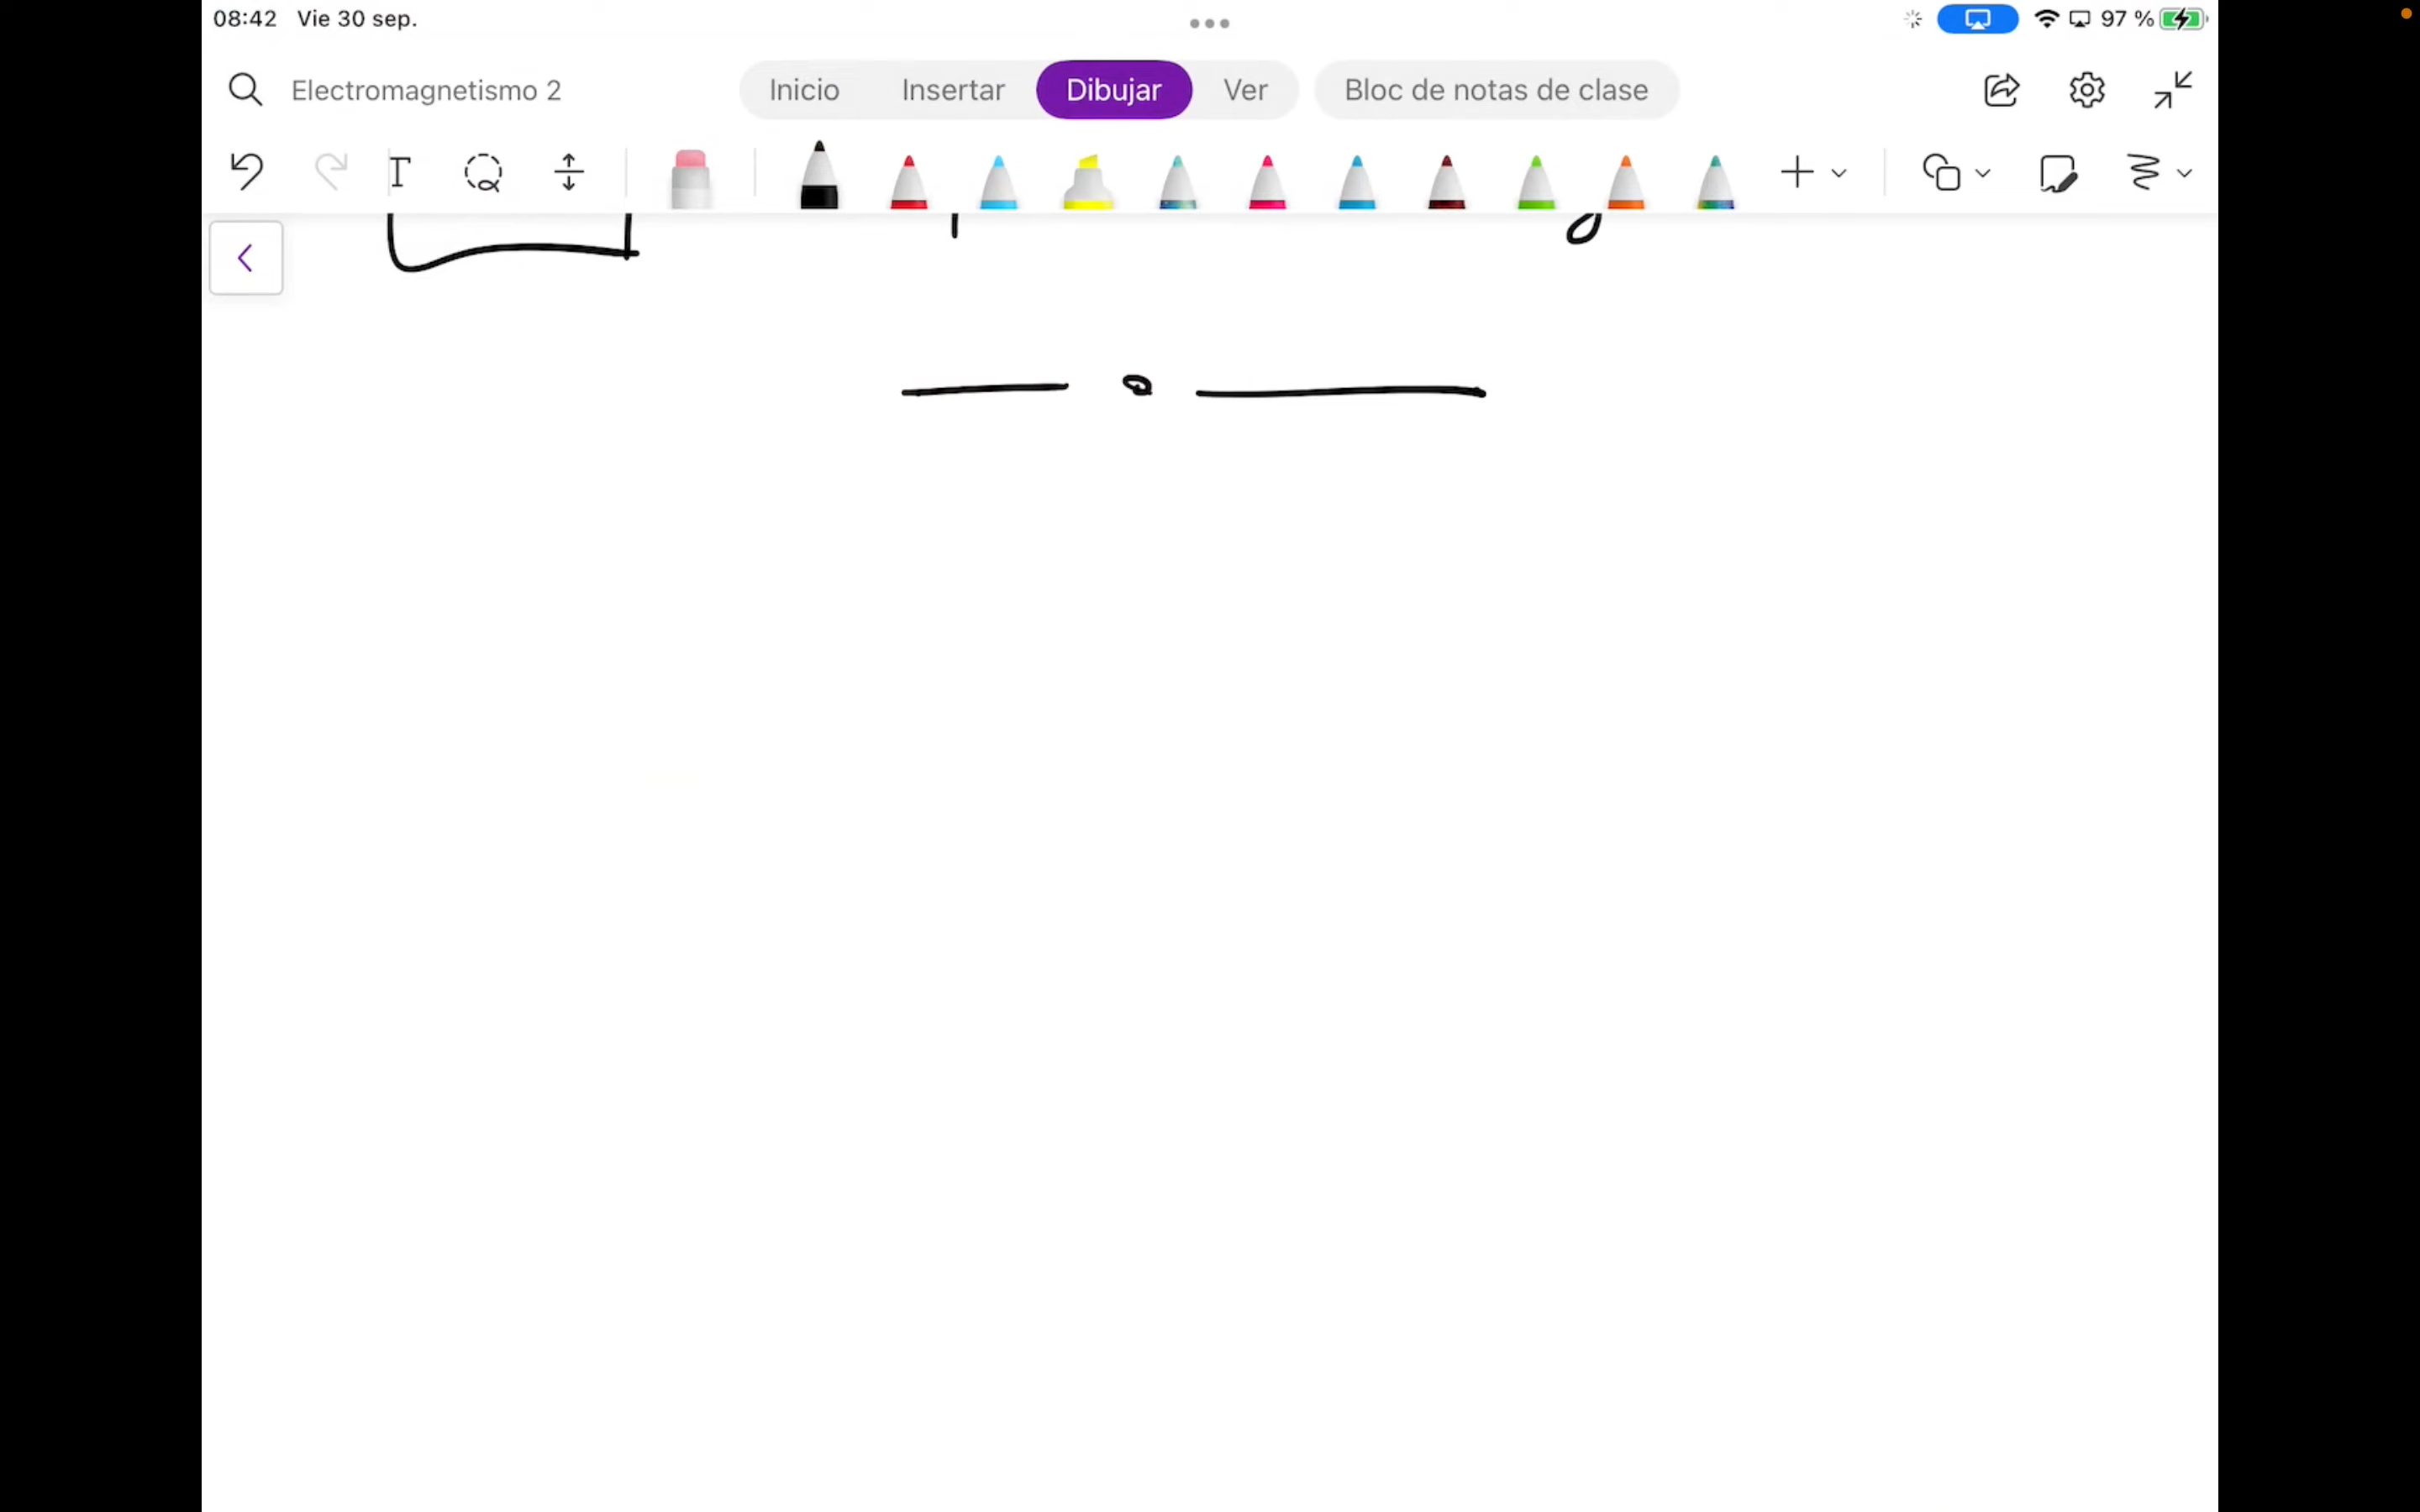 08:42 Vie 30 sep. 97 %
Electromagnetismo 2 Inicio Insertar Dibujar Ver Bloc de notas de clase
T